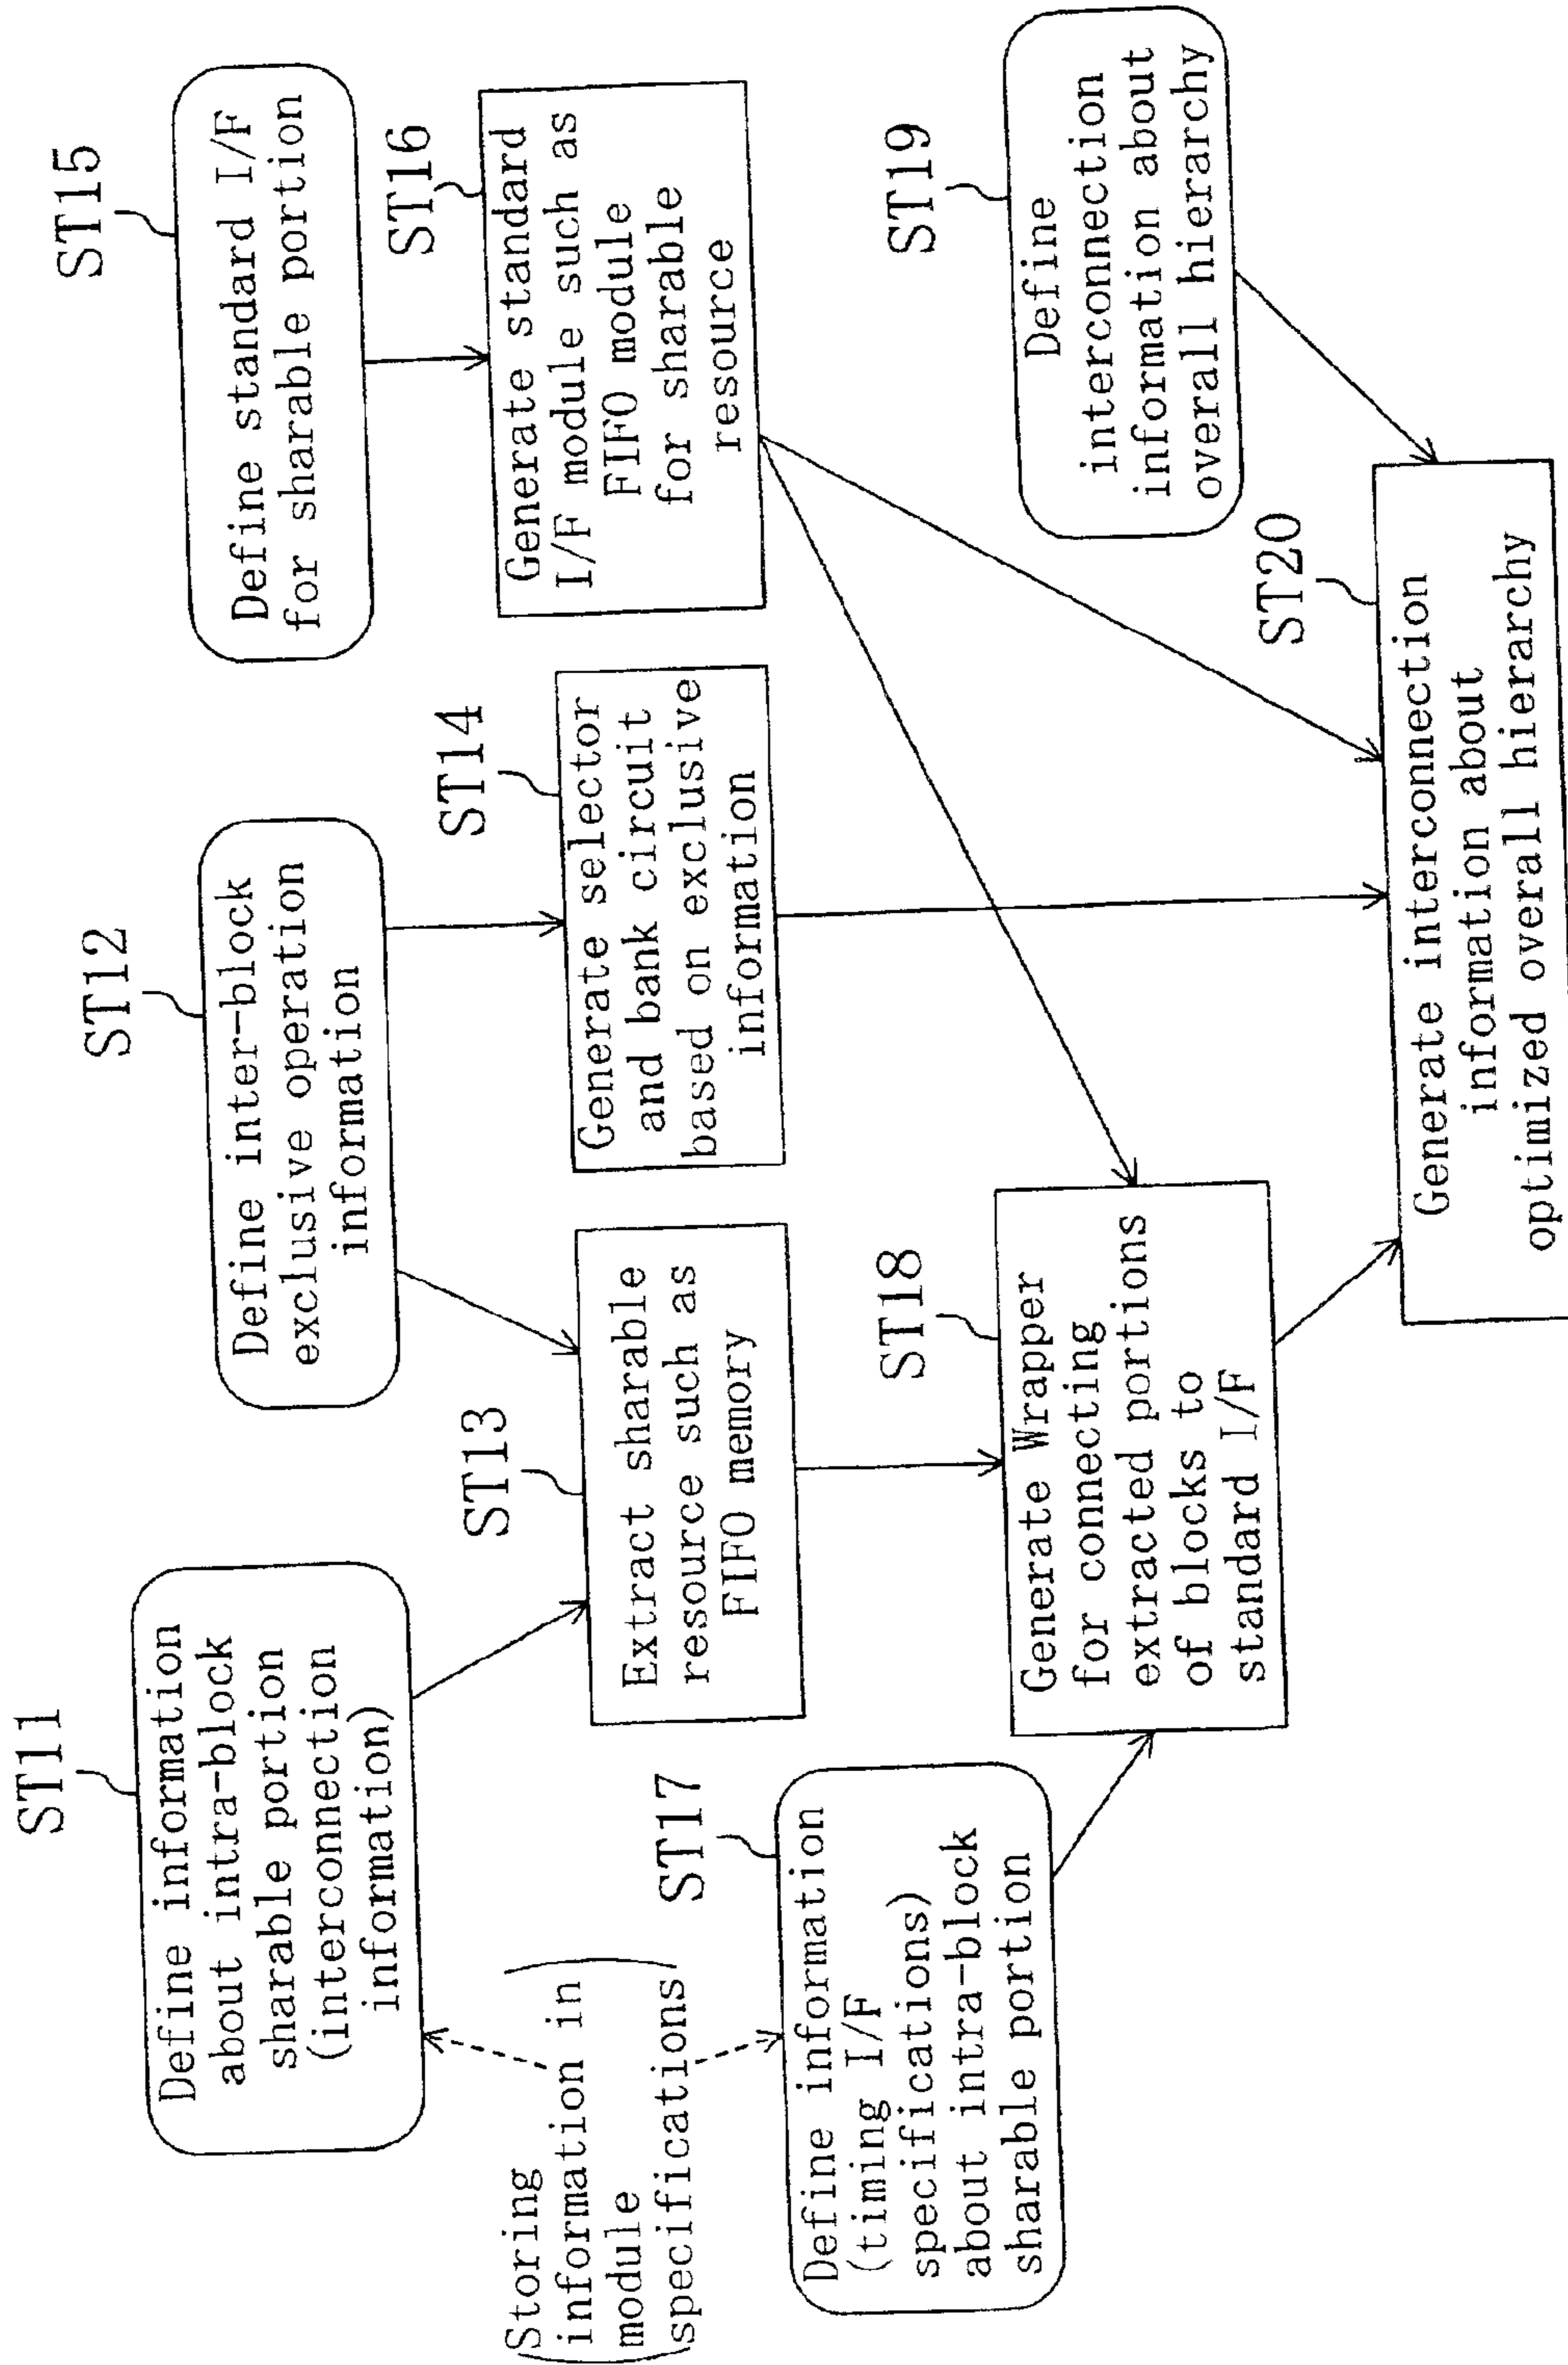 ST11
Define information
about intra-block
sharable portion
(interconnection
information)
ST12
Define inter-block
exclusive operation
information
ST15
Define standard I/F
for sharable portion
Storing
information in
module
specifications
ST13
Extract sharable
resource such as
FIFO memory
ST14
Generate selector
and bank circuit
based on exclusive
information
ST16
Generate standard
I/F module such as
FIFO module
for sharable
resource
ST17
Define information
(timing I/F
specifications)
about intra-block
sharable portion
ST18
Generate Wrapper
for connecting
extracted portions
of blocks to
standard I/F
ST19
Define
interconnection
information about
overall hierarchy
ST20
Generate interconnection
information about
optimized overall hierarchy